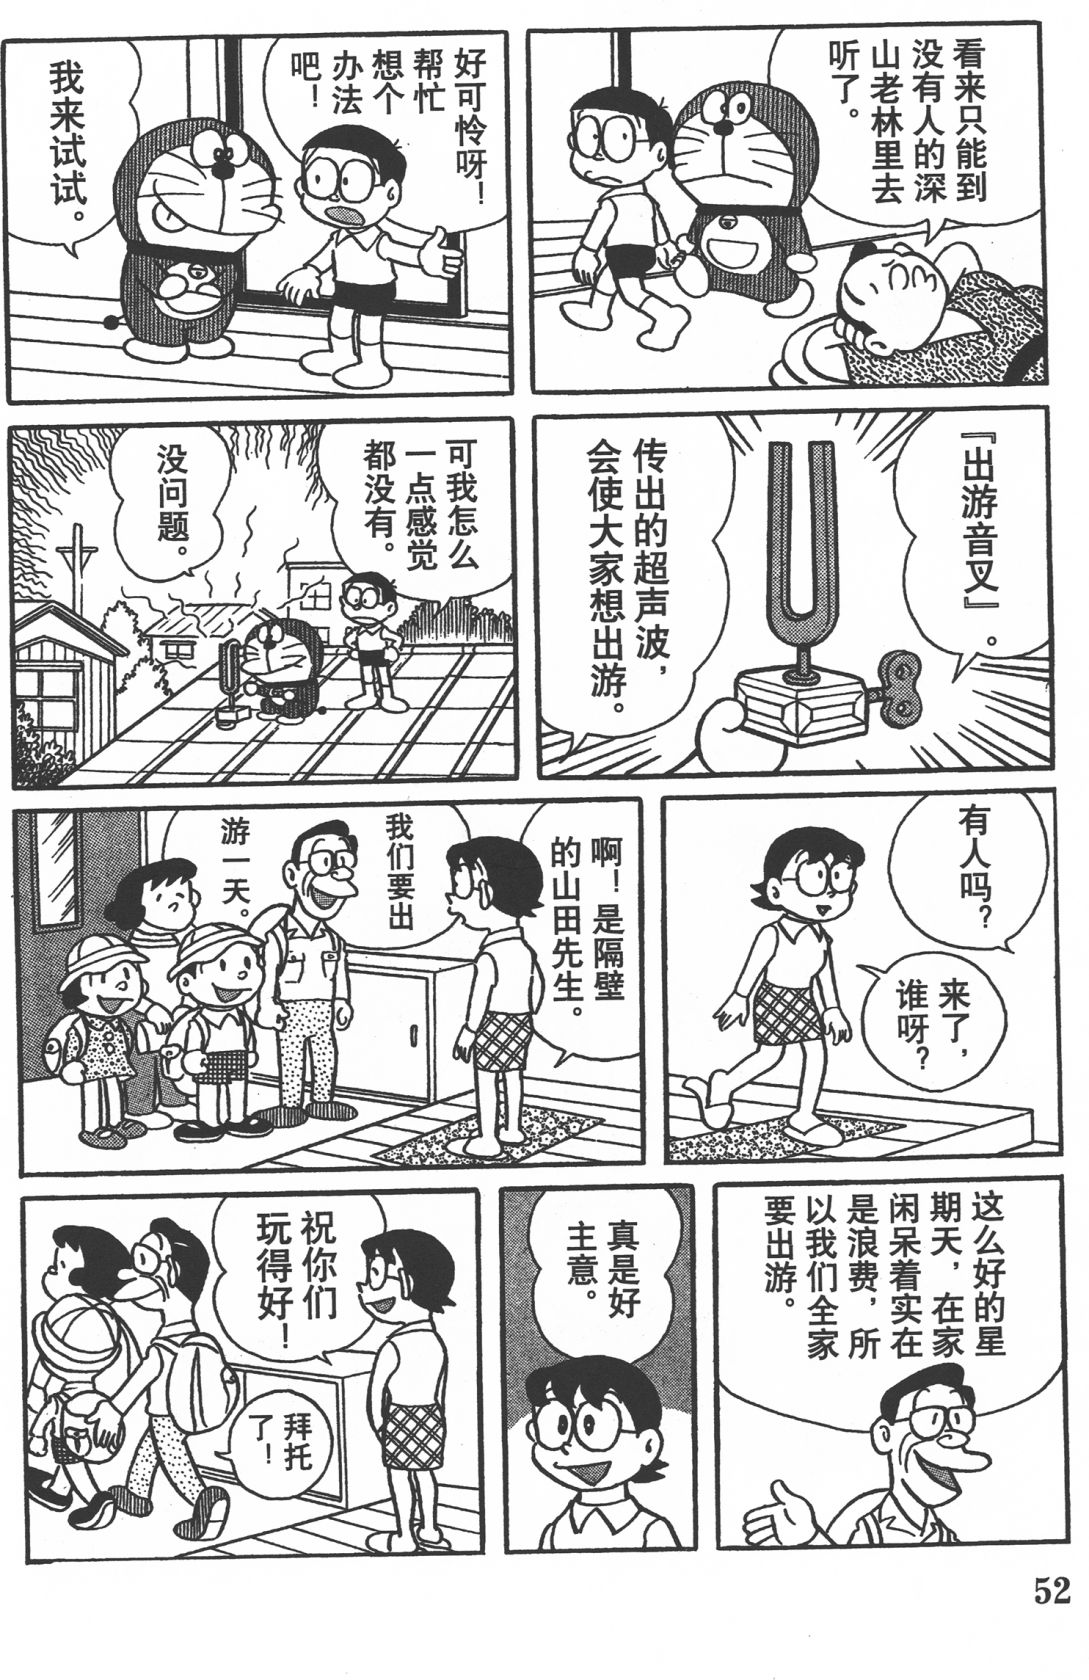 看来只能到
没有人的深
山老林里去
听了。
好可怜呀！
帮忙
想个
办法
吧！
我来试试。
『出游音叉』。
传出的超声波，
会使大家想出游。
可我怎么
一点感觉
都没有。
没问题。
有人吗？
来了，
谁呀？
啊！是隔壁
的山田先生。
我们要出
游一天。
这么好的星
期天，在家
闲呆着实在
是浪费，所
以我们全家
要出游。
真是好
主意。
祝你们
玩得好！
拜托
了！
52